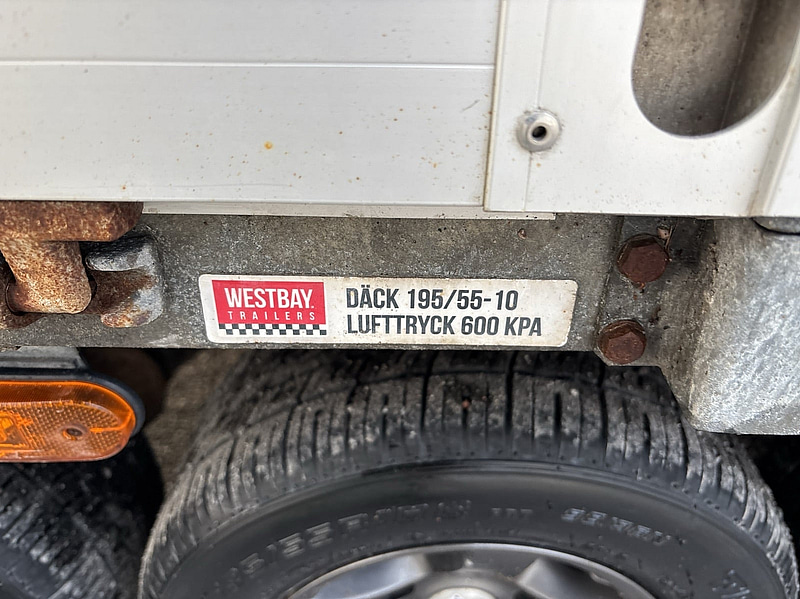 WESTBAY
TRAILERS
DÄCK 195/55-10
LUFTTRYCK 600 KPA